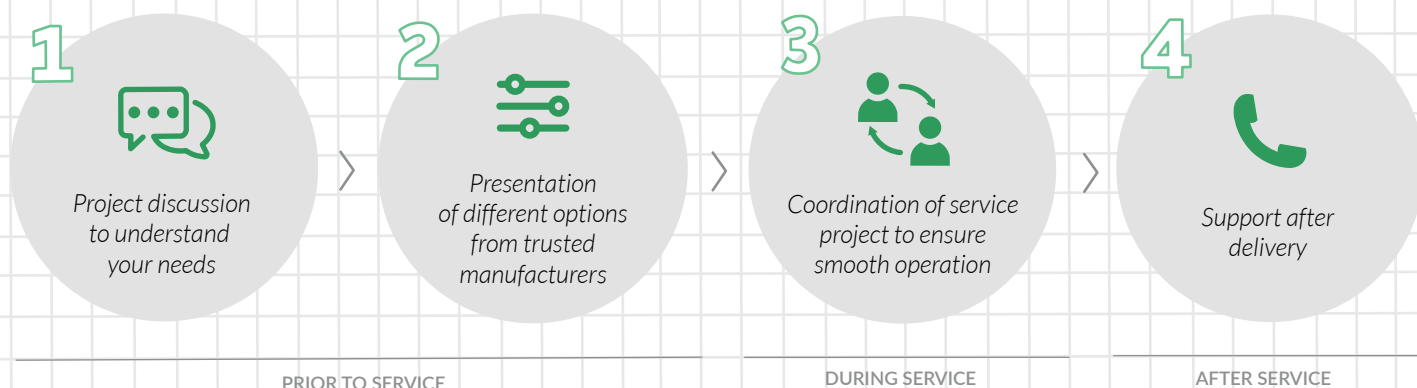 1
Project discussion
to understand
your needs
2
Presentation
of different options
from trusted
manufacturers
3
Coordination of service
project to ensure
smooth operation
4
Support after
delivery
PRIOR TO SERVICE
DURING SERVICE
AFTER SERVICE